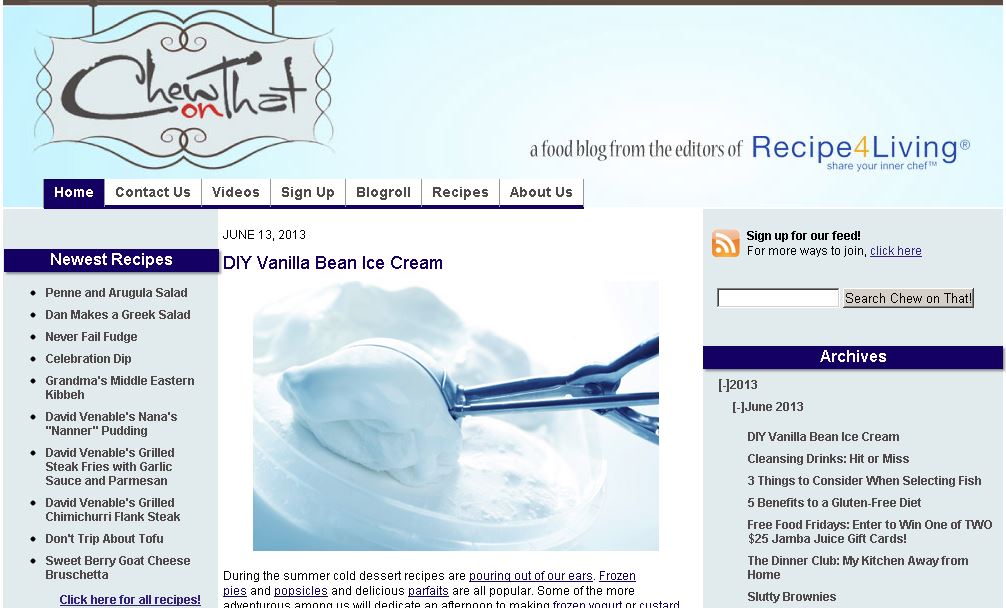 Chew on That
a food blog from the editors of Recipe4Living®
share your inner chef™
Home Contact Us Videos Sign Up Blogroll Recipes About Us
Newest Recipes
Penne and Arugula Salad
Dan Makes a Greek Salad
Never Fail Fudge
Celebration Dip
Grandma's Middle Eastern
Kibbeh
David Venable's Nana's
"Nanner" Pudding
David Venable's Grilled
Steak Fries with Garlic
Sauce and Parmesan
David Venable's Grilled
Chimichurri Flank Steak
Don't Trip About Tofu
Sweet Berry Goat Cheese
Bruschetta
Click here for all recipes!
JUNE 13, 2013
DIY Vanilla Bean Ice Cream
During the summer cold dessert recipes are pouring out of our ears. Frozen
pies and popsicles and delicious parfaits are all popular. Some of the more
adventurous among us will dedicate an afternoon to making frozen yogurt or custard
Sign up for our feed!
For more ways to join, click here
Search Chew on That!
Archives
[-]2013
[-]June 2013
DIY Vanilla Bean Ice Cream
Cleansing Drinks: Hit or Miss
3 Things to Consider When Selecting Fish
5 Benefits to a Gluten-Free Diet
Free Food Fridays: Enter to Win One of TWO
$25 Jamba Juice Gift Cards!
The Dinner Club: My Kitchen Away from
Home
Slutty Brownies